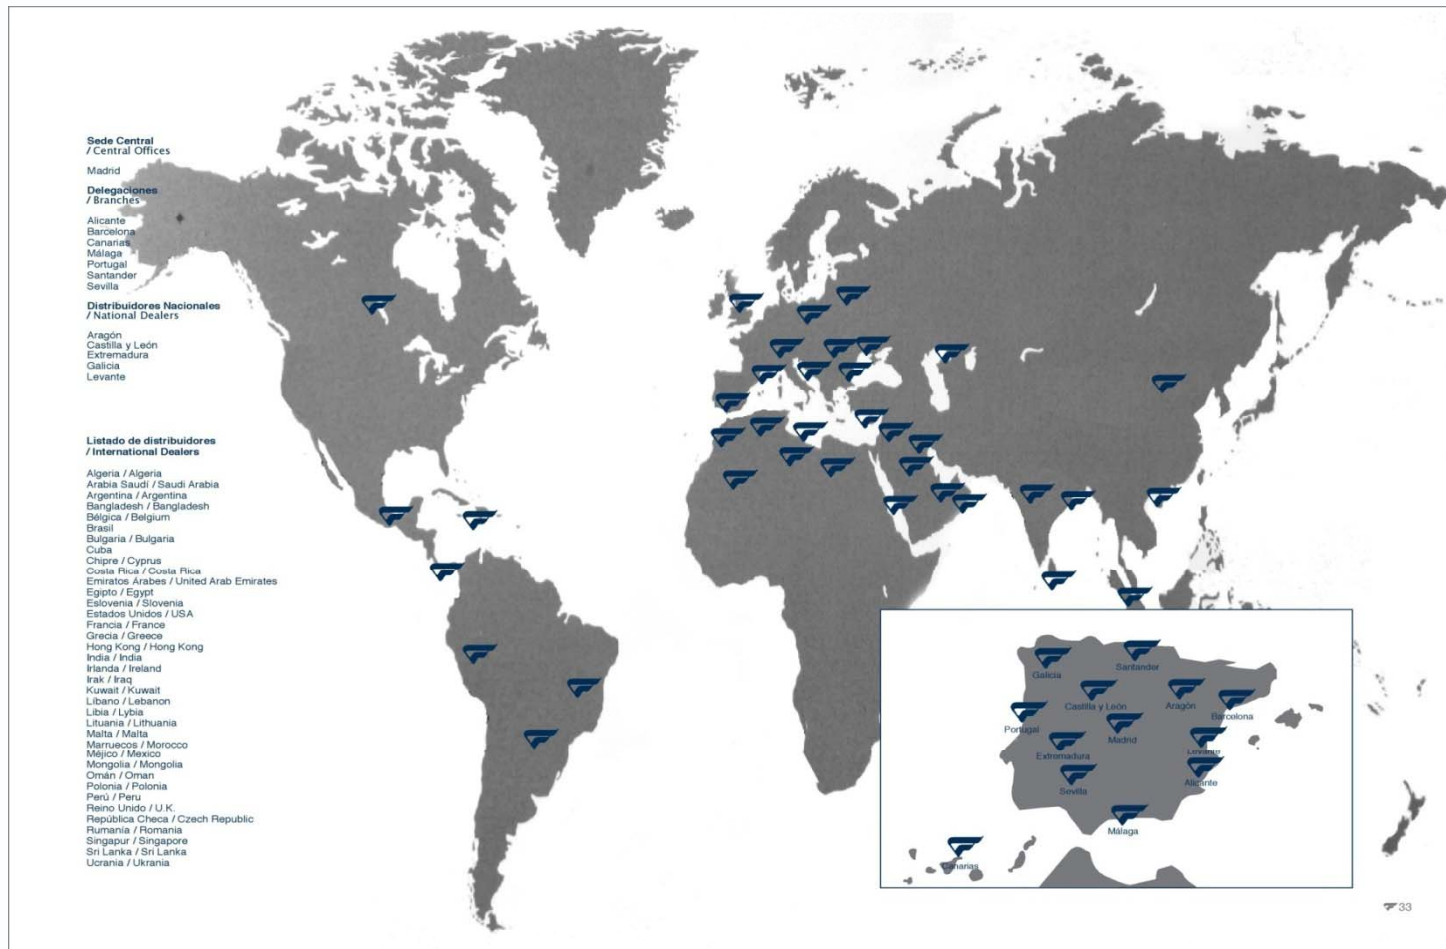 Sede Central
/ Central Offices
Madrid
Delegaciones
/ Branches
Alicante
Barcelona
Canarias
Málaga
Portugal
Santander
Sevilla
Distribuidores Nacionales
/ National Dealers
Aragón
Castilla y León
Extremadura
Galicia
Levante
Listado de distribuidores
/ International Dealers
Algeria / Algeria
Arabia Saudí / Saudi Arabia
Argentina / Argentina
Bangladesh / Bangladesh
Bélgica / Belgium
Brasil
Bulgaria / Bulgaria
Cuba
Chipre / Cyprus
Costa Rica / Costa Rica
Emiratos Árabes / United Arab Emirates
Egipto / Egypt
Eslovenia / Slovenia
Estados Unidos / USA
Francia / France
Grecia / Greece
Hong Kong / Hong Kong
India / India
Irlanda / Ireland
Irak / Iraq
Kuwait / Kuwait
Líbano / Lebanon
Libia / Lybia
Lituania / Lithuania
Malta / Malta
Marruecos / Morocco
Méjico / Mexico
Mongolia / Mongolia
Omán / Oman
Polonia / Polonia
Perú / Peru
Reino Unido / U.K.
República Checa / Czech Republic
Rumanía / Romania
Singapur / Singapore
Sri Lanka / Sri Lanka
Ucrania / Ukrania
Santander
Galicia
Castilla y León
Aragón
Barcelona
Portugal
Madrid
Levante
Extremadura
Alicante
Sevilla
Málaga
Canarias
33